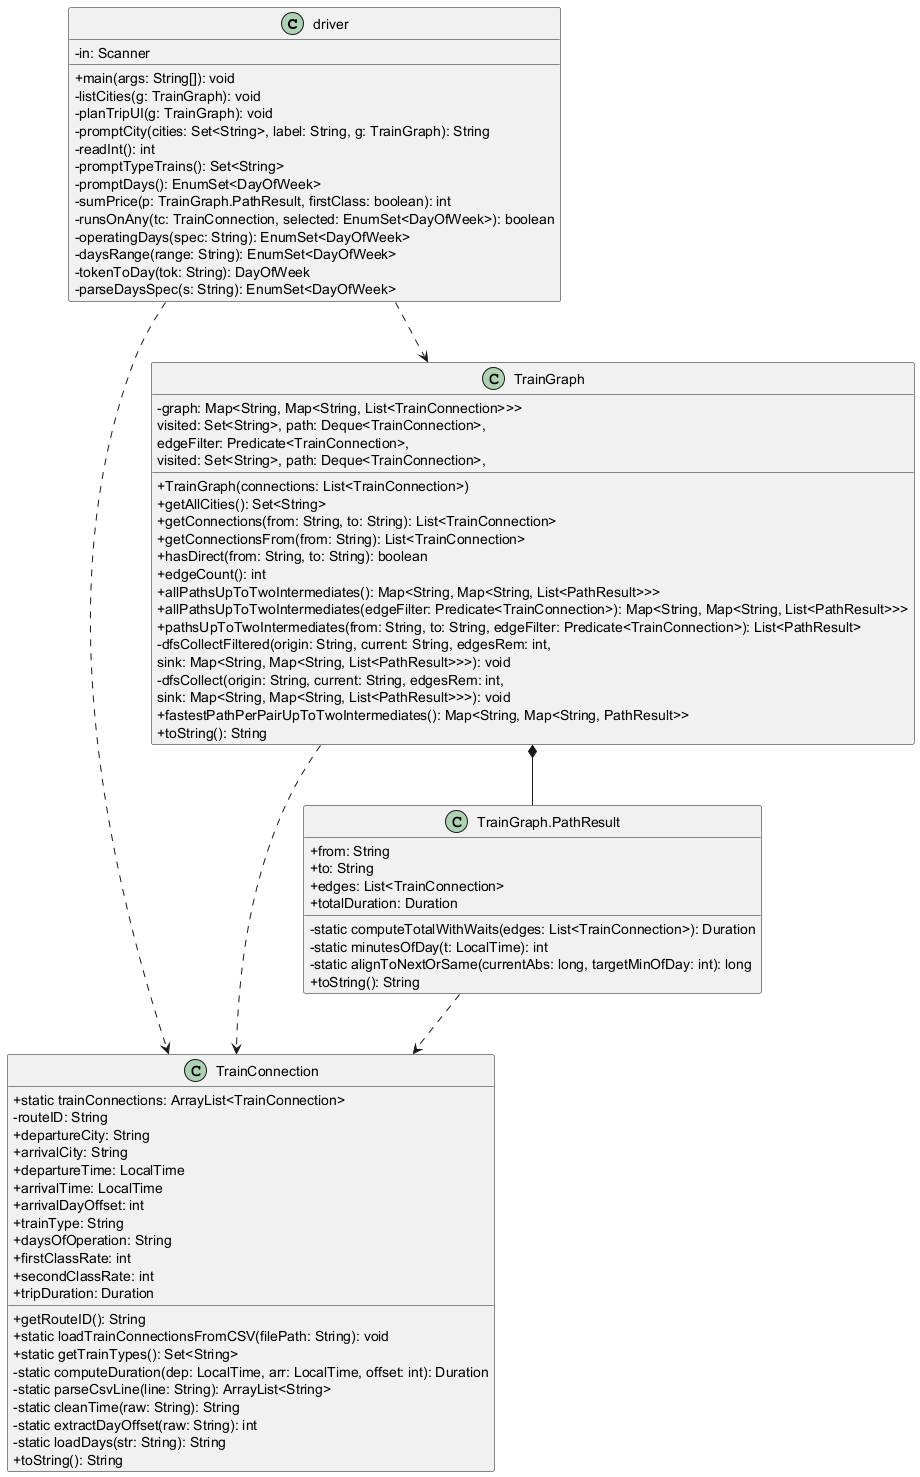 C driver
-in: Scanner
+main(args: String[]): void
-listCities(g: TrainGraph): void
-planTripUI(g: TrainGraph): void
-promptCity(cities: Set<String>, label: String, g: TrainGraph): String
-readInt(): int
-promptTypeTrains(): Set<String>
-promptDays(): EnumSet<DayOfWeek>
-sumPrice(p: TrainGraph.PathResult, firstClass: boolean): int
-runsOnAny(tc: TrainConnection, selected: EnumSet<DayOfWeek>): boolean
-operatingDays(spec: String): EnumSet<DayOfWeek>
-daysRange(range: String): EnumSet<DayOfWeek>
-tokenToDay(tok: String): DayOfWeek
-parseDaysSpec(s: String): EnumSet<DayOfWeek>
C TrainGraph
-graph: Map<String, Map<String, List<TrainConnection>>>
visited: Set<String>, path: Deque<TrainConnection>,
edgeFilter: Predicate<TrainConnection>,
visited: Set<String>, path: Deque<TrainConnection>,
+TrainGraph(connections: List<TrainConnection>)
+getAllCities(): Set<String>
+getConnections(from: String, to: String): List<TrainConnection>
+getConnectionsFrom(from: String): List<TrainConnection>
+hasDirect(from: String, to: String): boolean
+edgeCount(): int
+allPathsUpToTwoIntermediates(): Map<String, Map<String, List<PathResult>>>
+allPathsUpToTwoIntermediates(edgeFilter: Predicate<TrainConnection>): Map<String, Map<String, List<PathResult>>>
+pathsUpToTwoIntermediates(from: String, to: String, edgeFilter: Predicate<TrainConnection>): List<PathResult>
-dfsCollectFiltered(origin: String, current: String, edgesRem: int,
sink: Map<String, Map<String, List<PathResult>>>): void
-dfsCollect(origin: String, current: String, edgesRem: int,
sink: Map<String, Map<String, List<PathResult>>>): void
+fastestPathPerPairUpToTwoIntermediates(): Map<String, Map<String, PathResult>>
+toString(): String
C TrainGraph.PathResult
+from: String
+to: String
+edges: List<TrainConnection>
+totalDuration: Duration
-static computeTotalWithWaits(edges: List<TrainConnection>): Duration
-static minutesOfDay(t: LocalTime): int
-static alignToNextOrSame(currentAbs: long, targetMinOfDay: int): long
+toString(): String
C TrainConnection
+static trainConnections: ArrayList<TrainConnection>
-routeID: String
+departureCity: String
+arrivalCity: String
+departureTime: LocalTime
+arrivalTime: LocalTime
+arrivalDayOffset: int
+trainType: String
+daysOfOperation: String
+firstClassRate: int
+secondClassRate: int
+tripDuration: Duration
+getRouteID(): String
+static loadTrainConnectionsFromCSV(filePath: String): void
+static getTrainTypes(): Set<String>
-static computeDuration(dep: LocalTime, arr: LocalTime, offset: int): Duration
-static parseCsvLine(line: String): ArrayList<String>
-static cleanTime(raw: String): String
-static extractDayOffset(raw: String): int
-static loadDays(str: String): String
+toString(): String